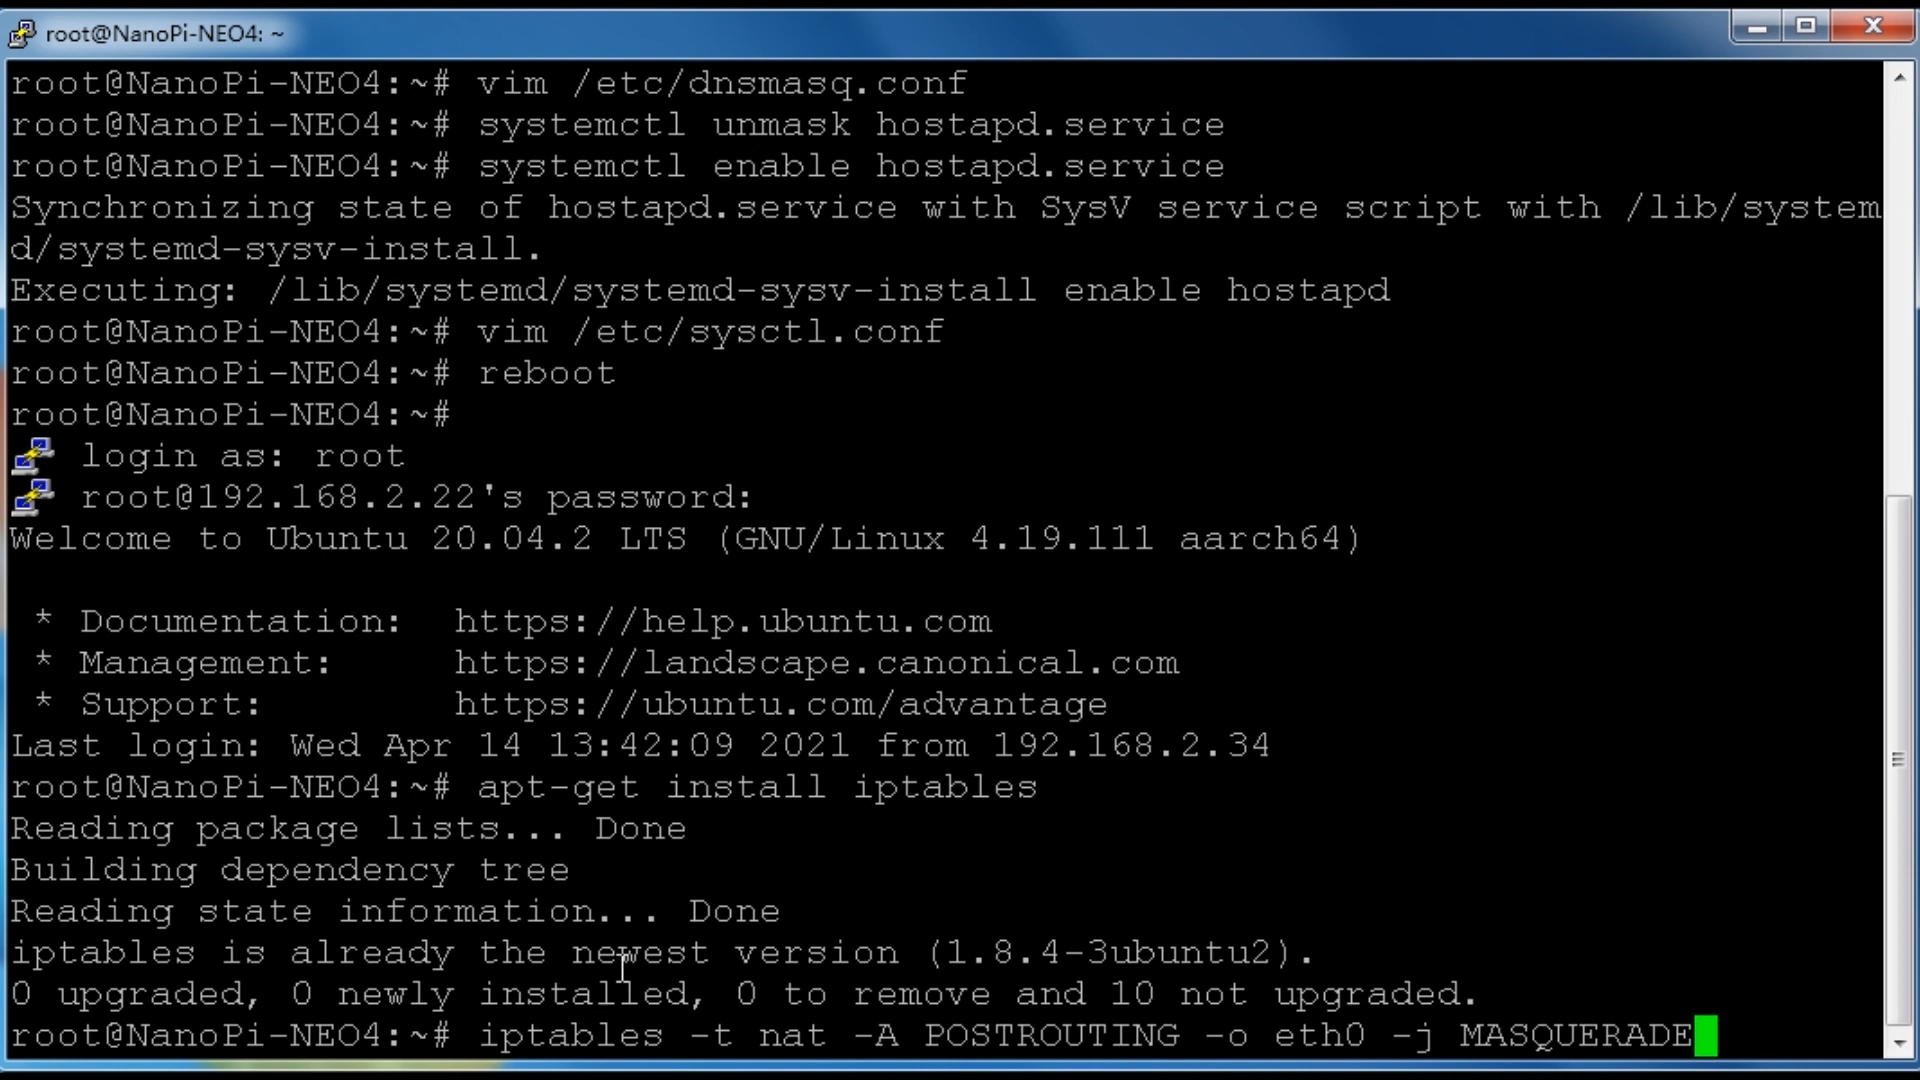 root@NanoPi-NEO4: ~
root@NanoPi-NEO4:~# vim /etc/dnsmasq.conf
root@NanoPi-NEO4:~# systemctl unmask hostapd.service
root@NanoPi-NEO4:~# systemctl enable hostapd.service
Synchronizing state of hostapd.service with SysV service script with /lib/system
d/systemd-sysv-install.
Executing: /lib/systemd/systemd-sysv-install enable hostapd
root@NanoPi-NEO4:~# vim /etc/sysctl.conf
root@NanoPi-NEO4:~# reboot
root@NanoPi-NEO4:~#
login as: root
root@192.168.2.22's password:
Welcome to Ubuntu 20.04.2 LTS (GNU/Linux 4.19.111 aarch64)
* Documentation:  https://help.ubuntu.com
* Management:     https://landscape.canonical.com
* Support:        https://ubuntu.com/advantage
Last login: Wed Apr 14 13:42:09 2021 from 192.168.2.34
root@NanoPi-NEO4:~# apt-get install iptables
Reading package lists... Done
Building dependency tree
Reading state information... Done
iptables is already the newest version (1.8.4-3ubuntu2).
0 upgraded, 0 newly installed, 0 to remove and 10 not upgraded.
root@NanoPi-NEO4:~# iptables -t nat -A POSTROUTING -o eth0 -j MASQUERADE